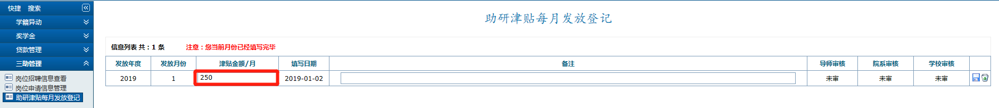 快捷 搜索
学籍异动
奖学金
贷款管理
三助管理
岗位招聘信息查看
岗位申请信息管理
助研津贴每月发放登记
助研津贴每月发放登记
信息列表 共：1 条 注意：您当前月份已经填写完毕
发放年度 发放月份 津贴金额/月 填写日期 备注 导师审核 院系审核 学校审核
2019 1 250 2019-01-02 未审 未审 未审